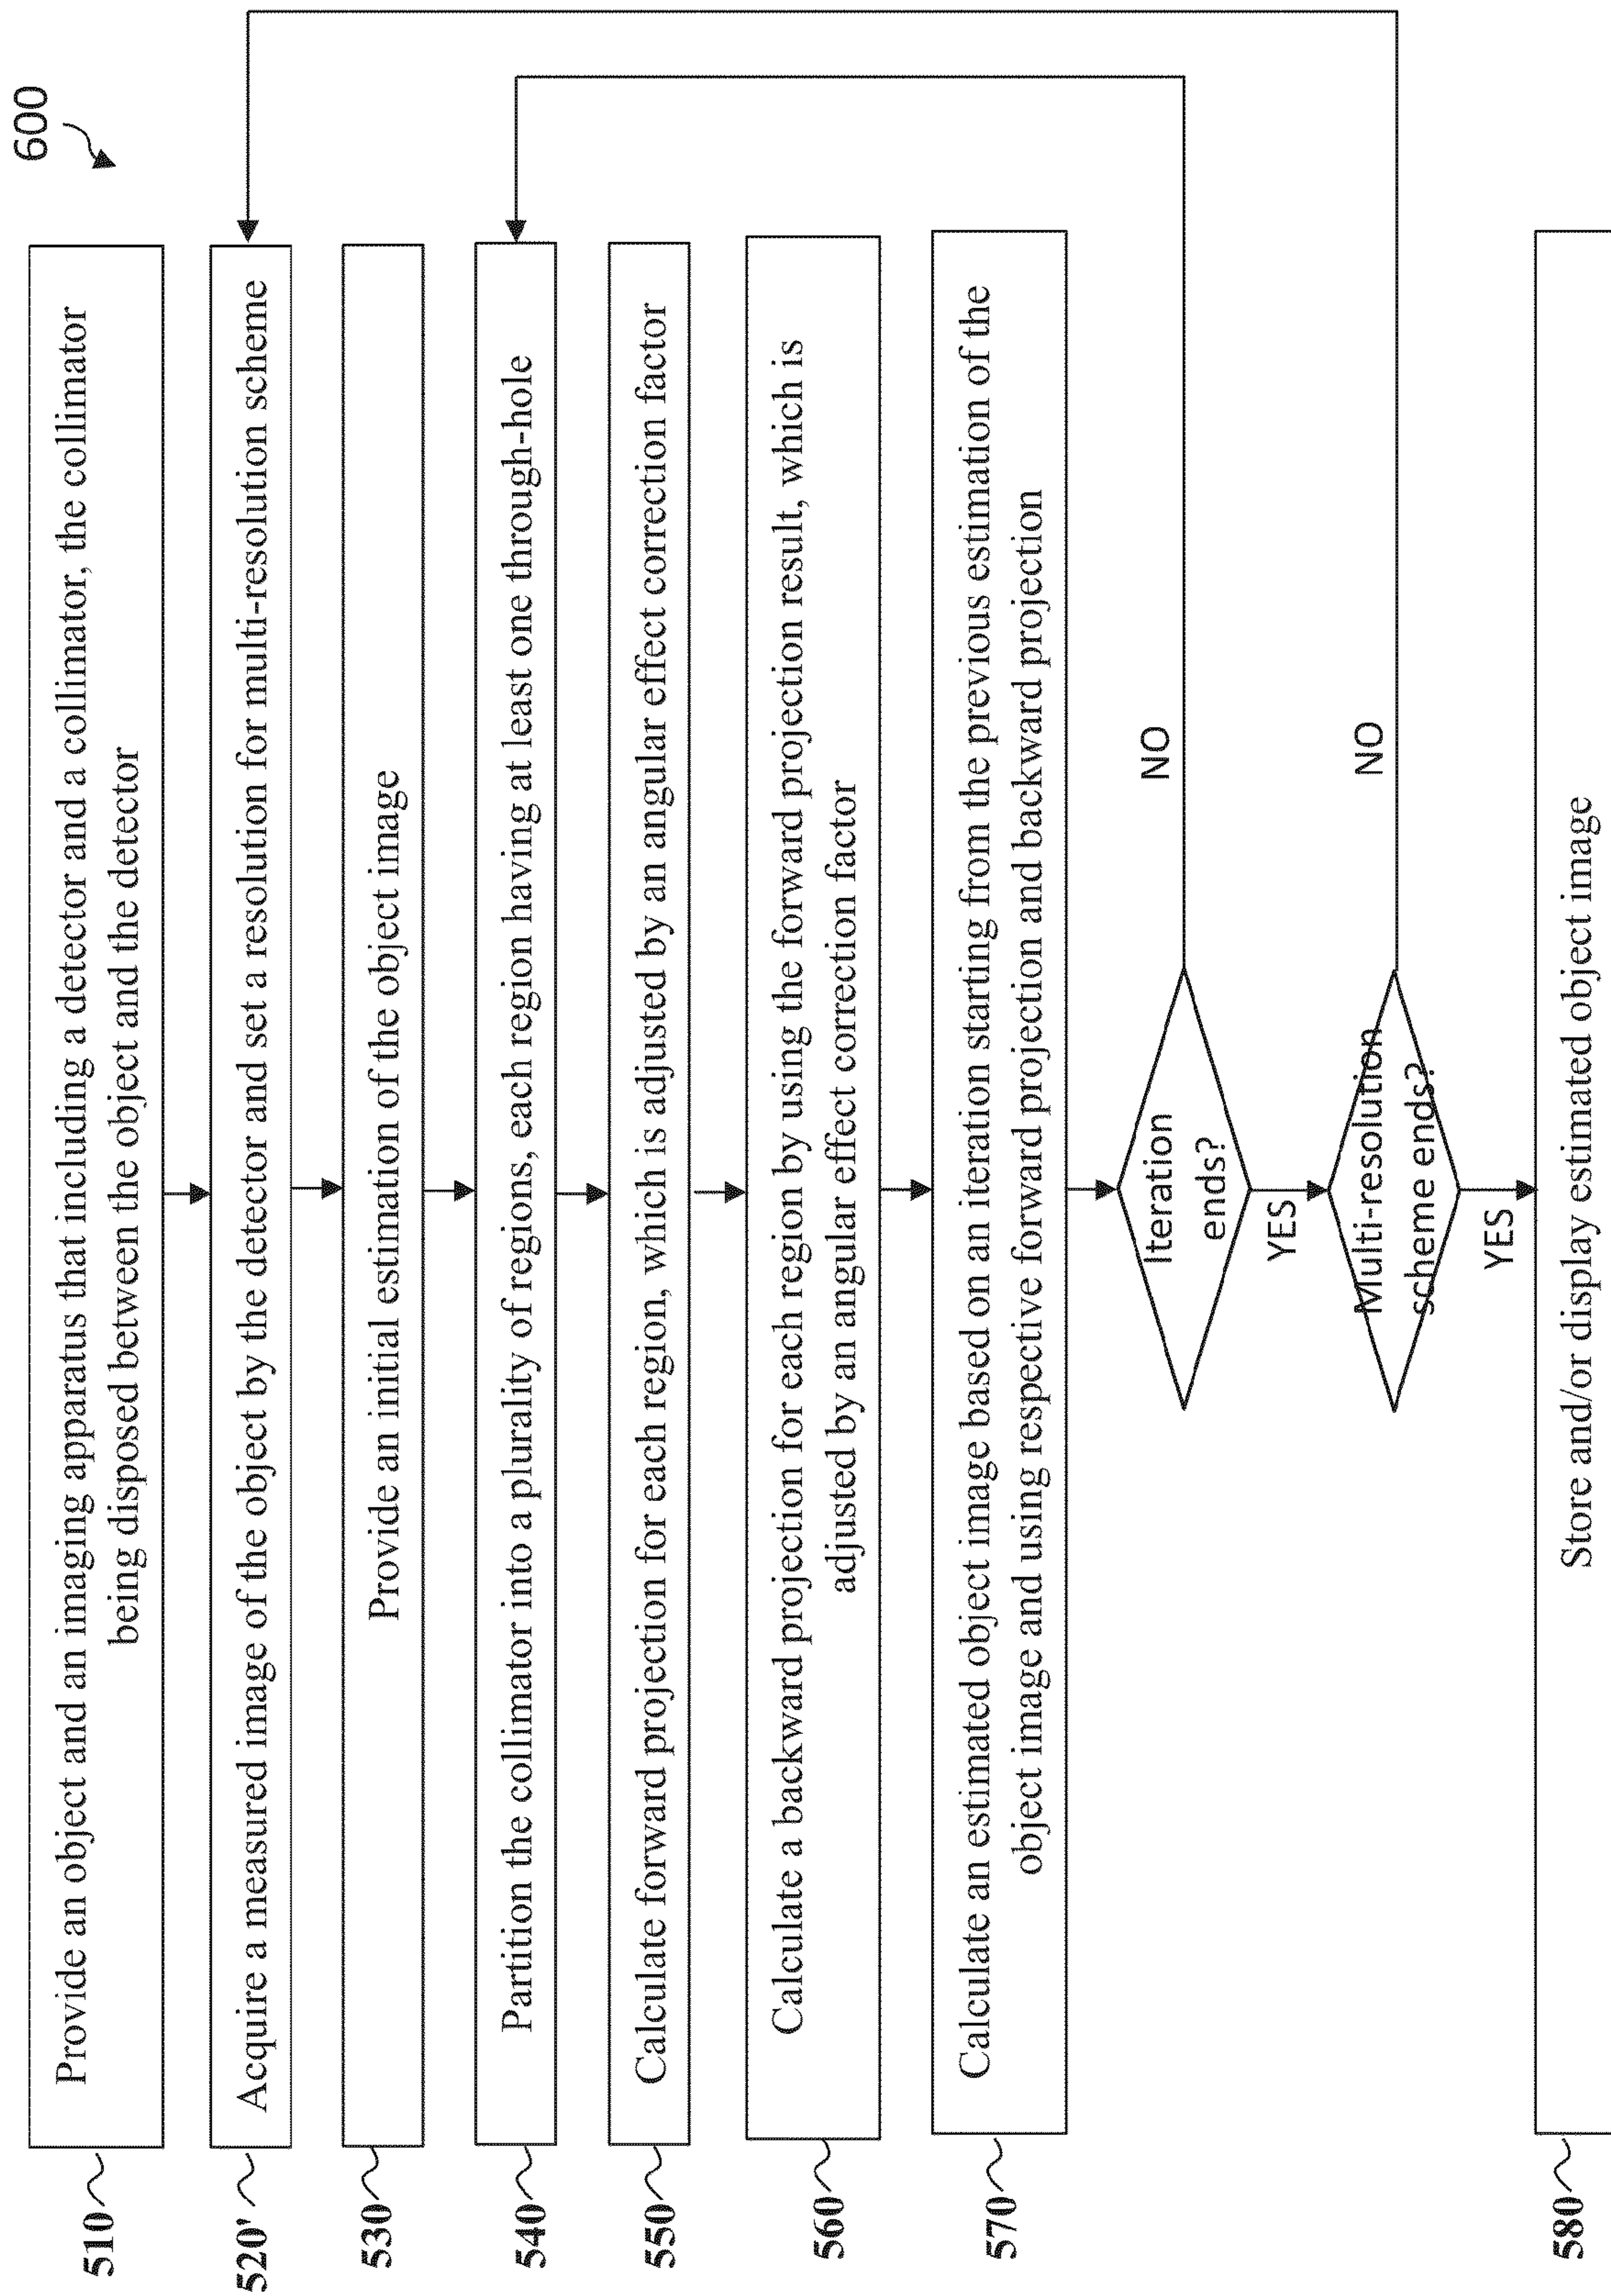 600
510
Provide an object and an imaging apparatus that including a detector and a collimator, the collimator
being disposed between the object and the detector
520'
Acquire a measured image of the object by the detector and set a resolution for multi-resolution scheme
530
Provide an initial estimation of the object image
540
Partition the collimator into a plurality of regions, each region having at least one through-hole
550
Calculate forward projection for each region, which is adjusted by an angular effect correction factor
560
Calculate a backward projection for each region by using the forward projection result, which is
adjusted by an angular effect correction factor
570
Calculate an estimated object image based on an iteration starting from the previous estimation of the
object image and using respective forward projection and backward projection
Iteration
ends?
NO
YES
Multi-resolution
scheme ends?
NO
YES
580
Store and/or display estimated object image